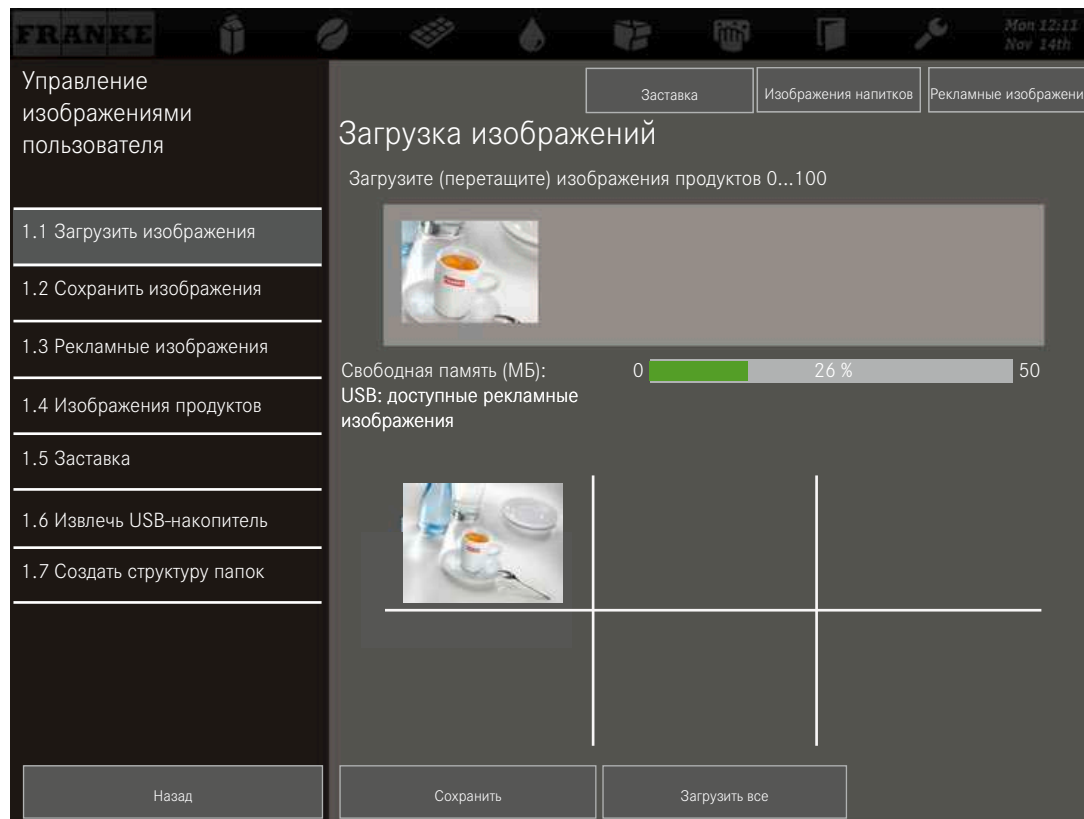 FRANKE
Mon 12:11
Nov 14th
Управление
изображениями
пользователя
1.1 Загрузить изображения
1.2 Сохранить изображения
1.3 Рекламные изображения
1.4 Изображения продуктов
1.5 Заставка
1.6 Извлечь USB-накопитель
1.7 Создать структуру папок
Назад
Заставка
Изображения напитков
Рекламные изображени
Загрузка изображений
Загрузите (перетащите) изображения продуктов 0...100
Свободная память (МБ):
0
26 %
50
USB: доступные рекламные
изображения
Сохранить
Загрузить все